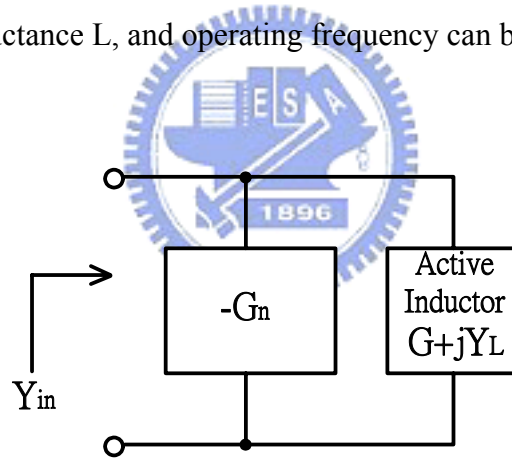 ctance L, and operating frequency can b
E S A
1896
-Gn
Active
Inductor
G+jYL
Yin